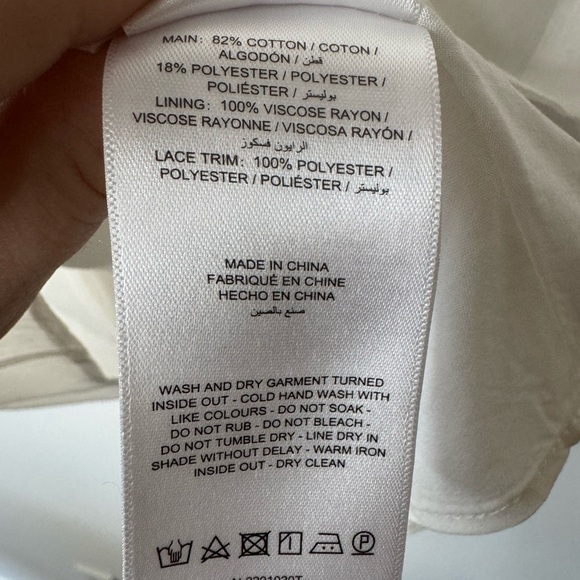 MAIN: 82% COTTON / COTON /
ALGODÓN / قطن /
18% POLYESTER / POLYESTER /
POLIÉSTER / بوليستر /
LINING: 100% VISCOSE RAYON /
VISCOSE RAYONNE / VISCOSA RAYÓN /
الرايون فسكوز
LACE TRIM: 100% POLYESTER /
POLYESTER / POLIÉSTER / بوليستر
MADE IN CHINA
FABRIQUÉ EN CHINE
HECHO EN CHINA
صنع بالصين
WASH AND DRY GARMENT TURNED
INSIDE OUT - COLD HAND WASH WITH
LIKE COLOURS - DO NOT SOAK -
DO NOT RUB - DO NOT BLEACH -
DO NOT TUMBLE DRY - LINE DRY IN
SHADE WITHOUT DELAY - WARM IRON
INSIDE OUT - DRY CLEAN
P